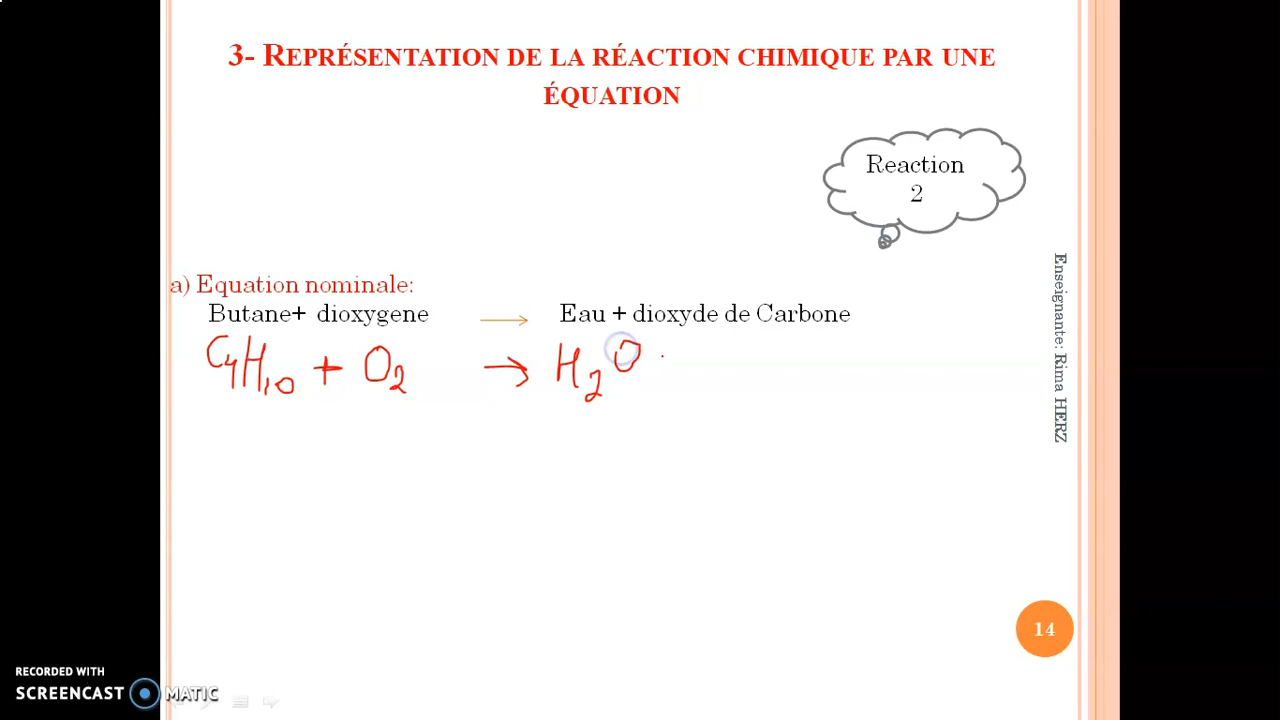 3- REPRÉSENTATION DE LA RÉACTION CHIMIQUE PAR UNE
ÉQUATION
Reaction
2
a) Equation nominale:
Butane+ dioxygene → Eau + dioxyde de Carbone
C4H10 + O2 → H2O
Enseignante: Rima HERZ
14
RECORDED WITH
SCREENCAST MATIC